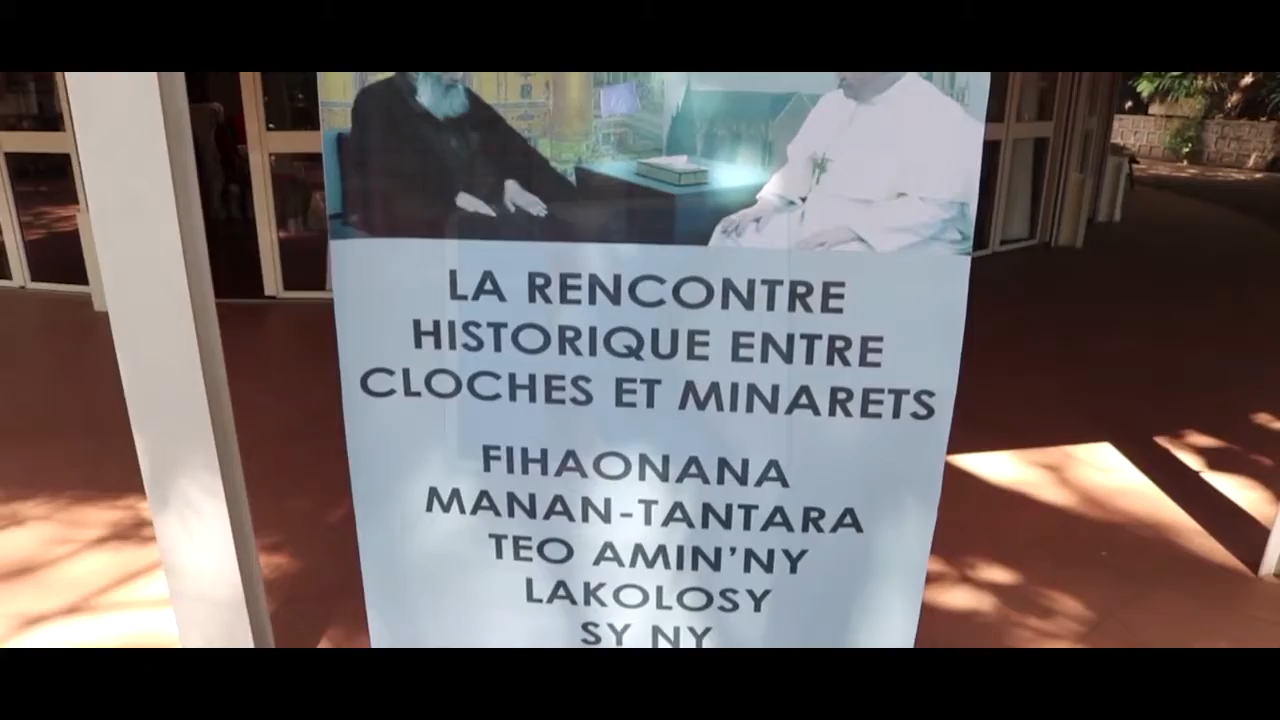 LA RENCONTRE
HISTORIQUE ENTRE
CLOCHES ET MINARETS
FIHAONANA
MANAN-TANTARA
TEO AMIN'NY
LAKOLOSY
SY NY